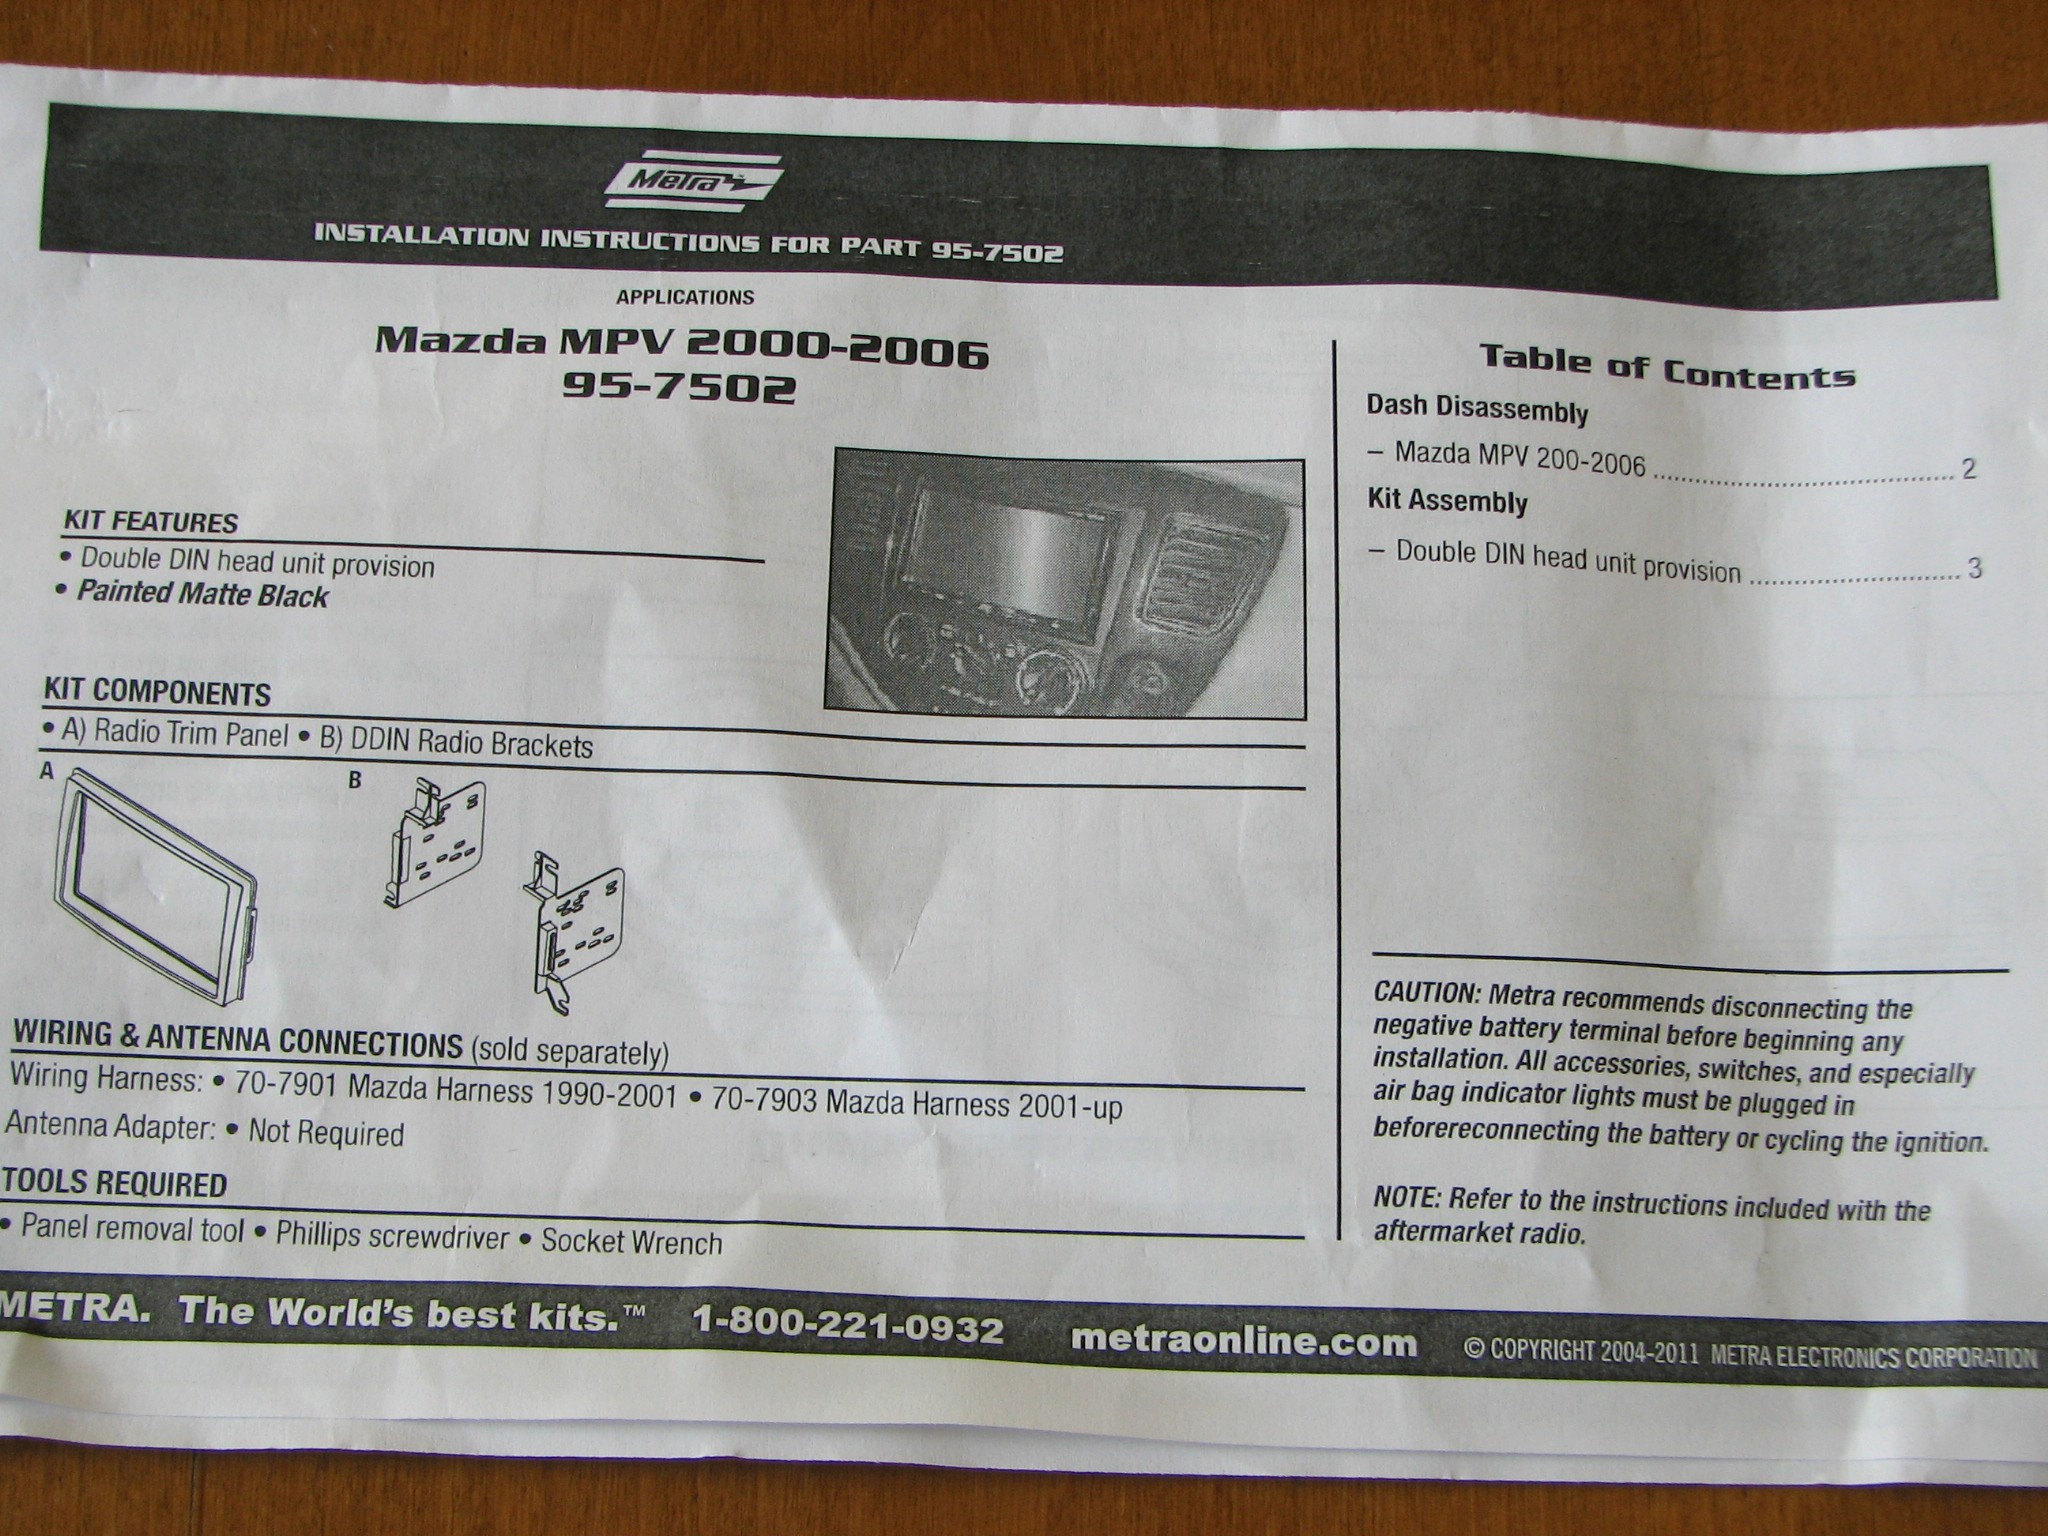 Metra
INSTALLATION INSTRUCTIONS FOR PART 95-7502
APPLICATIONS
Mazda MPV 2000-2006
95-7502
KIT FEATURES
• Double DIN head unit provision
• Painted Matte Black
KIT COMPONENTS
• A) Radio Trim Panel • B) DDIN Radio Brackets
A
B
WIRING & ANTENNA CONNECTIONS (sold separately)
Wiring Harness: • 70-7901 Mazda Harness 1990-2001 • 70-7903 Mazda Harness 2001-up
Antenna Adapter: • Not Required
TOOLS REQUIRED
• Panel removal tool • Phillips screwdriver • Socket Wrench
Table of Contents
Dash Disassembly
– Mazda MPV 200-2006 .......................................... 2
Kit Assembly
– Double DIN head unit provision .............................. 3
CAUTION: Metra recommends disconnecting the
negative battery terminal before beginning any
installation. All accessories, switches, and especially
air bag indicator lights must be plugged in
beforereconnecting the battery or cycling the ignition.
NOTE: Refer to the instructions included with the
aftermarket radio.
METRA. The World's best kits.™ 1-800-221-0932 metraonline.com © COPYRIGHT 2004-2011 METRA ELECTRONICS CORPORATION